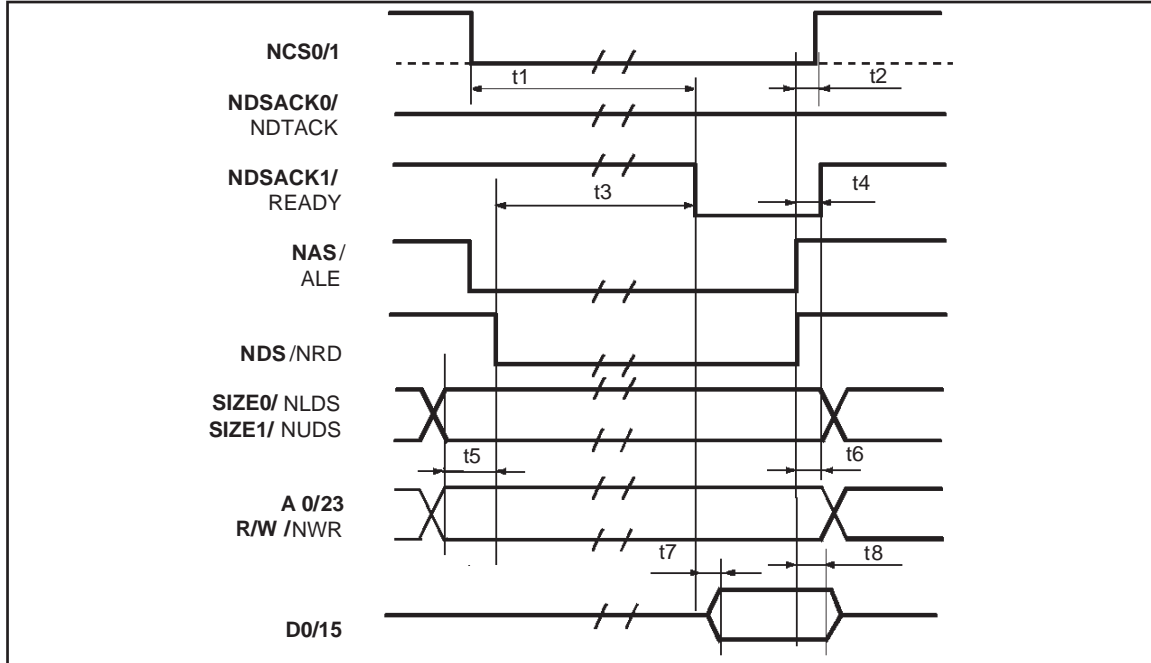 NCS0/1
t1
t2
NDSACK0/
NDTACK
NDSACK1/
READY
t3
t4
NAS/
ALE
NDS /NRD
SIZE0/ NLDS
SIZE1/ NUDS
t5
t6
A 0/23
R/W /NWR
t7
t8
D0/15